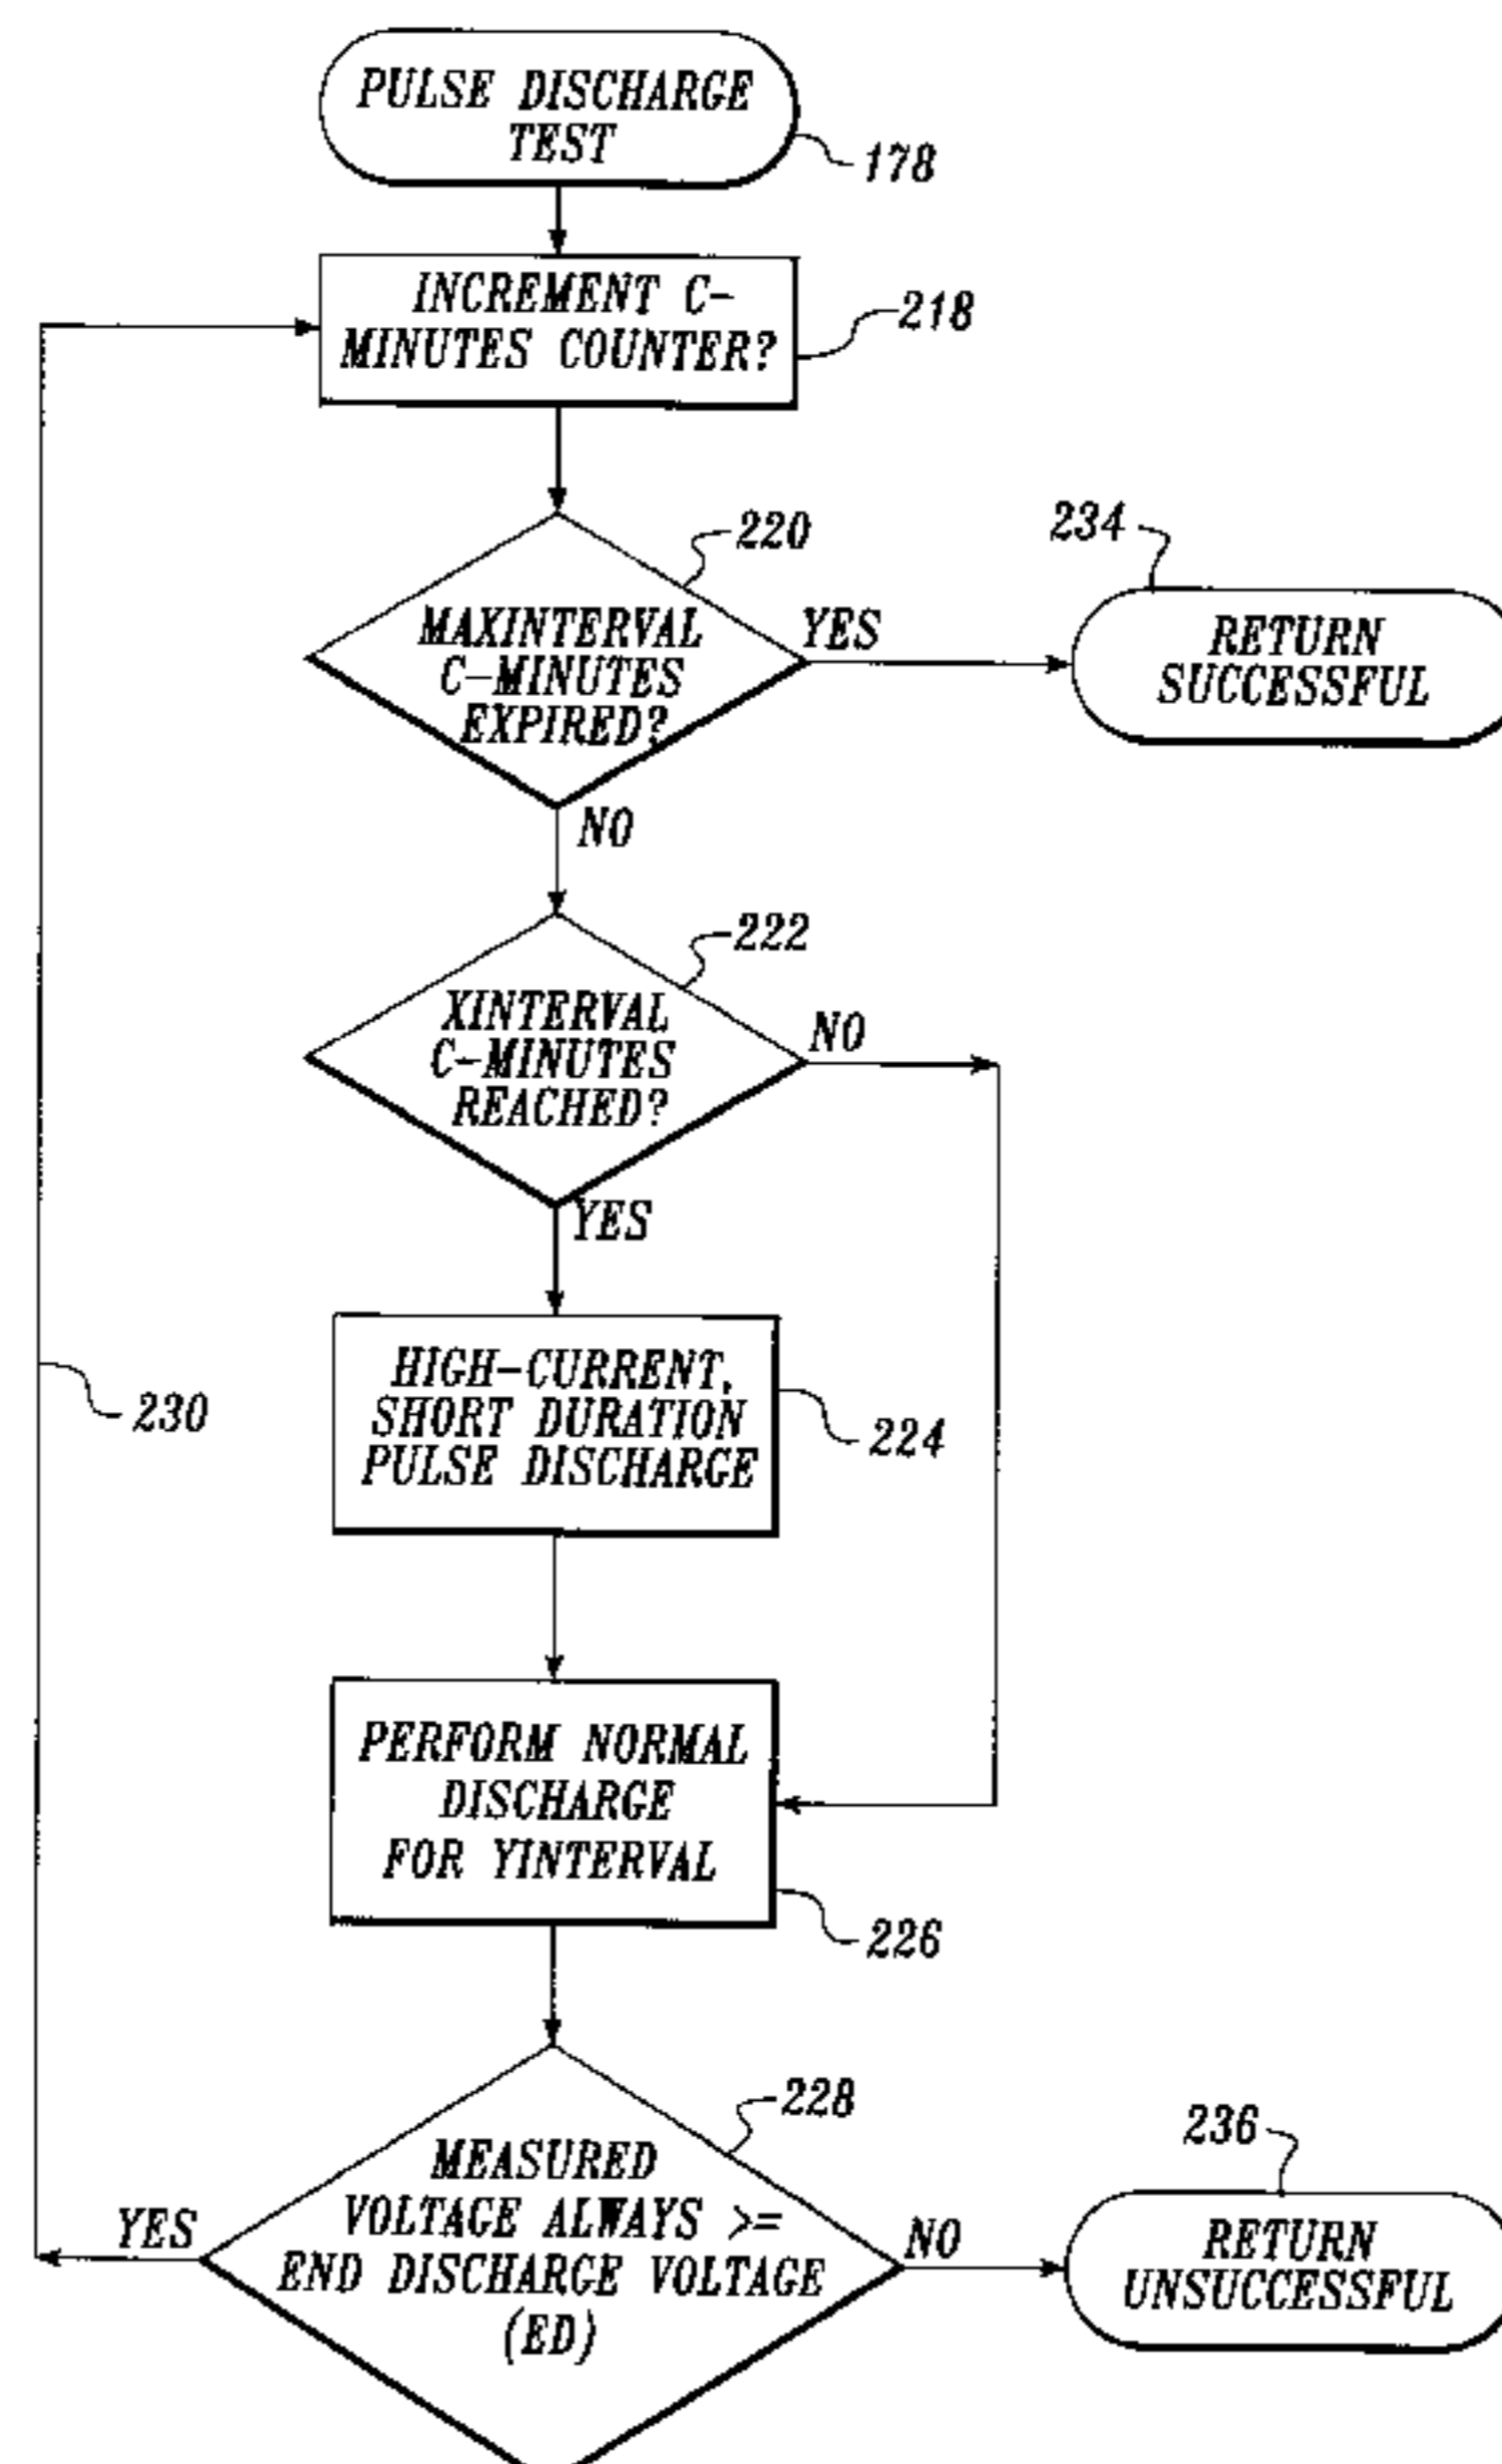 PULSE DISCHARGE
TEST
178
INCREMENT C-
MINUTES COUNTER?
218
220
234
MAXINTERVAL
C-MINUTES
EXPIRED?
YES
RETURN
SUCCESSFUL
NO
222
XINTERVAL
C-MINUTES
REACHED?
NO
YES
HIGH-CURRENT,
SHORT DURATION
PULSE DISCHARGE
230
224
PERFORM NORMAL
DISCHARGE
FOR YINTERVAL
226
228
236
MEASURED
VOLTAGE ALWAYS >=
END DISCHARGE VOLTAGE
(ED)
YES
NO
RETURN
UNSUCCESSFUL